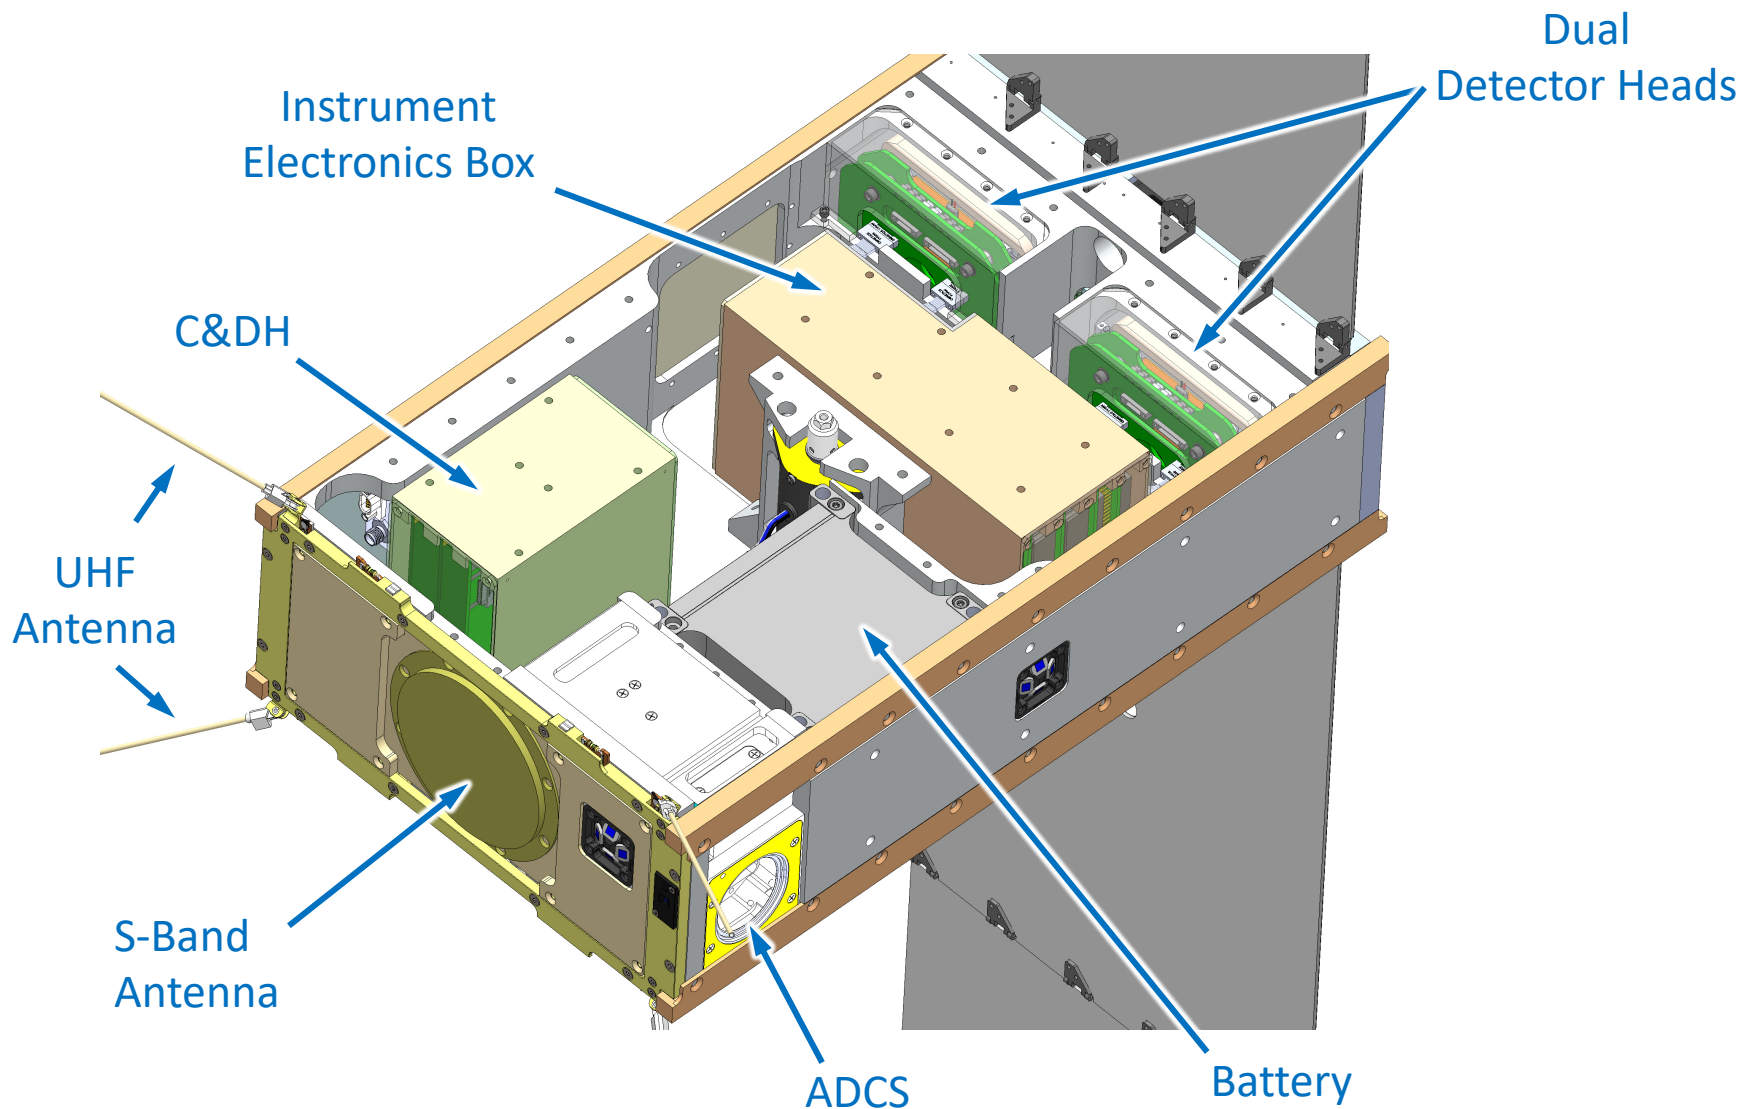 Dual
Detector Heads
Instrument
Electronics Box
C&DH
UHF
Antenna
S-Band
Antenna
ADCS
Battery